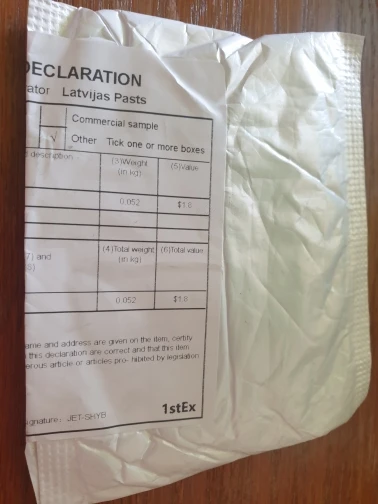 DECLARATION
ator Latvijas Pasts
Commercial sample
√ Other Tick one or more boxes
description (3)Weight (in kg) (5)Value
0.052 $1.8
7) and (4)Total weight (in kg) (6)Total value
0.052 $1.8
ame and address are given on the item, certify
this declaration are correct and that this item
erous article or articles pro- hibited by legislation
ignature: JET-SHYB
1stEx